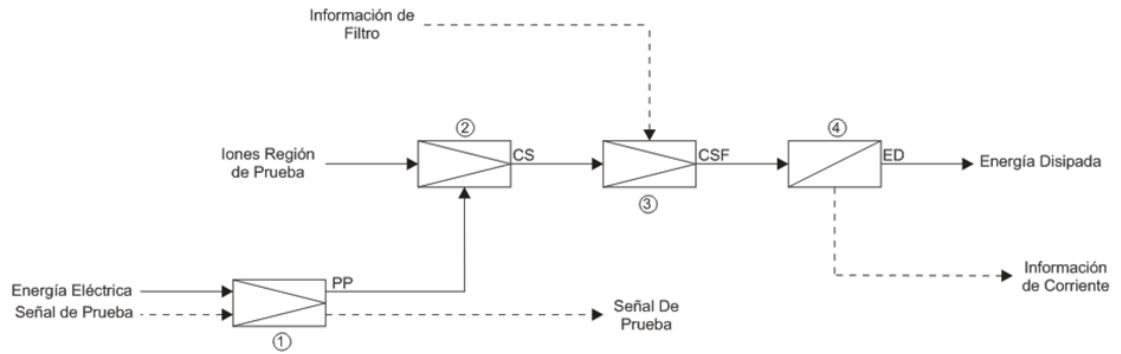 Información de
Filtro
②
④
Iones Región
de Prueba
CS
CSF
ED
Energía Disipada
③
Energía Eléctrica
Señal de Prueba
PP
①
Señal De
Prueba
Información
de Corriente